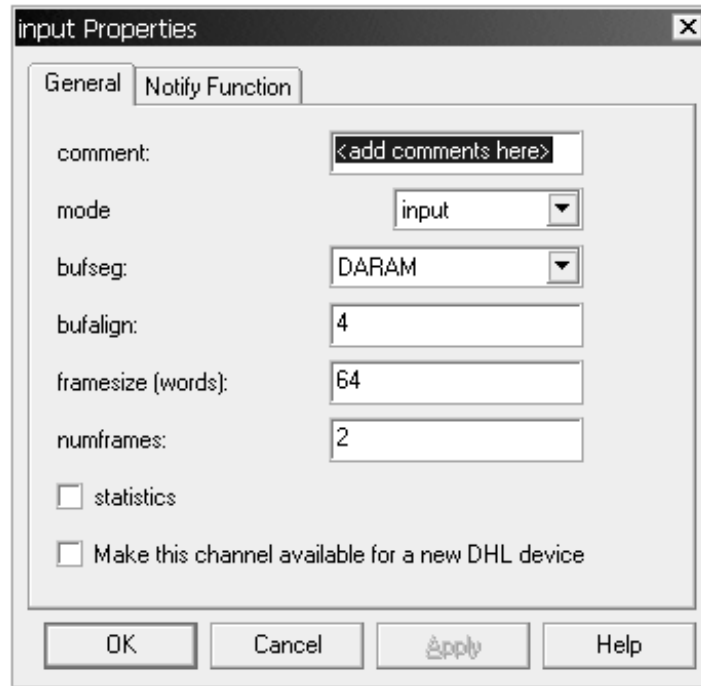 input Properties
General Notify Function
comment: <add comments here>
mode input
bufseg: DARAM
bufalign: 4
framesize (words): 64
numframes: 2
statistics
Make this channel available for a new DHL device
OK Cancel Apply Help